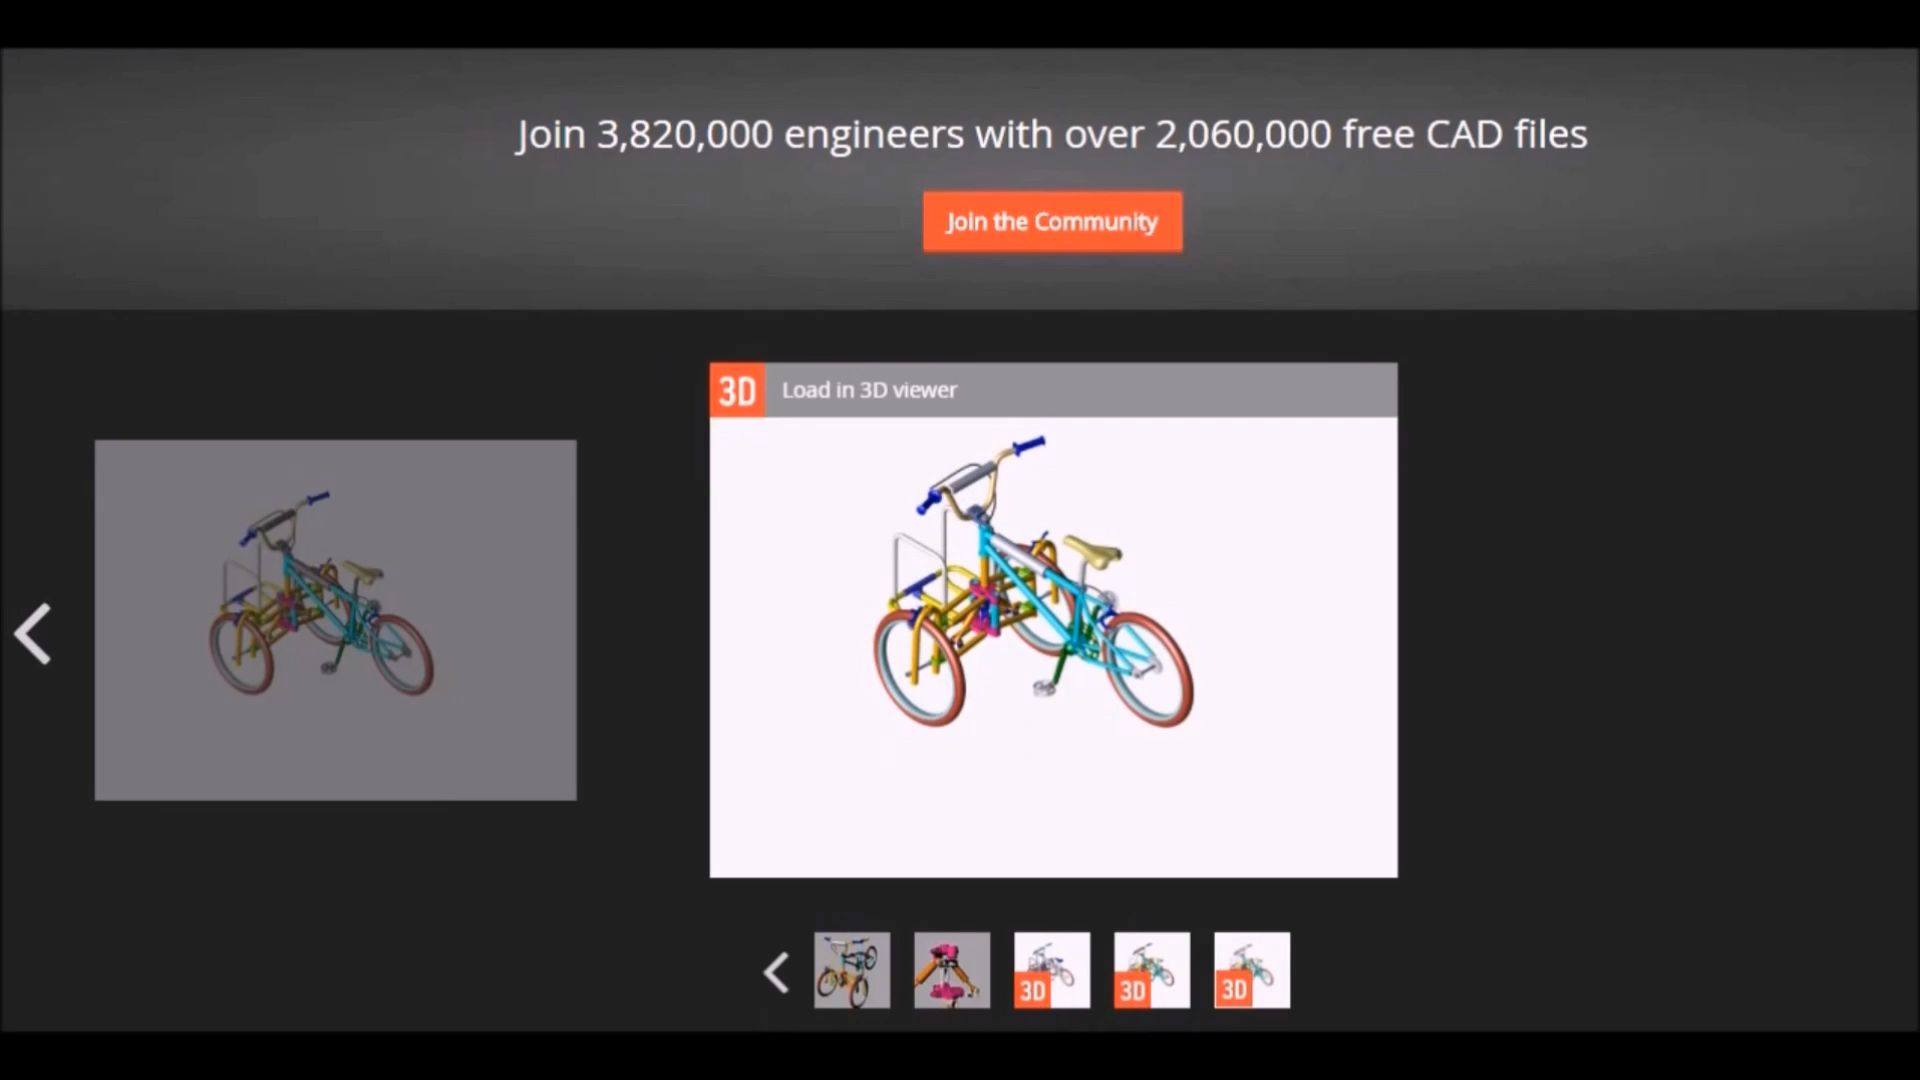 Join 3,820,000 engineers with over 2,060,000 free CAD files
Join the Community
3D Load in 3D viewer
3D 3D 3D